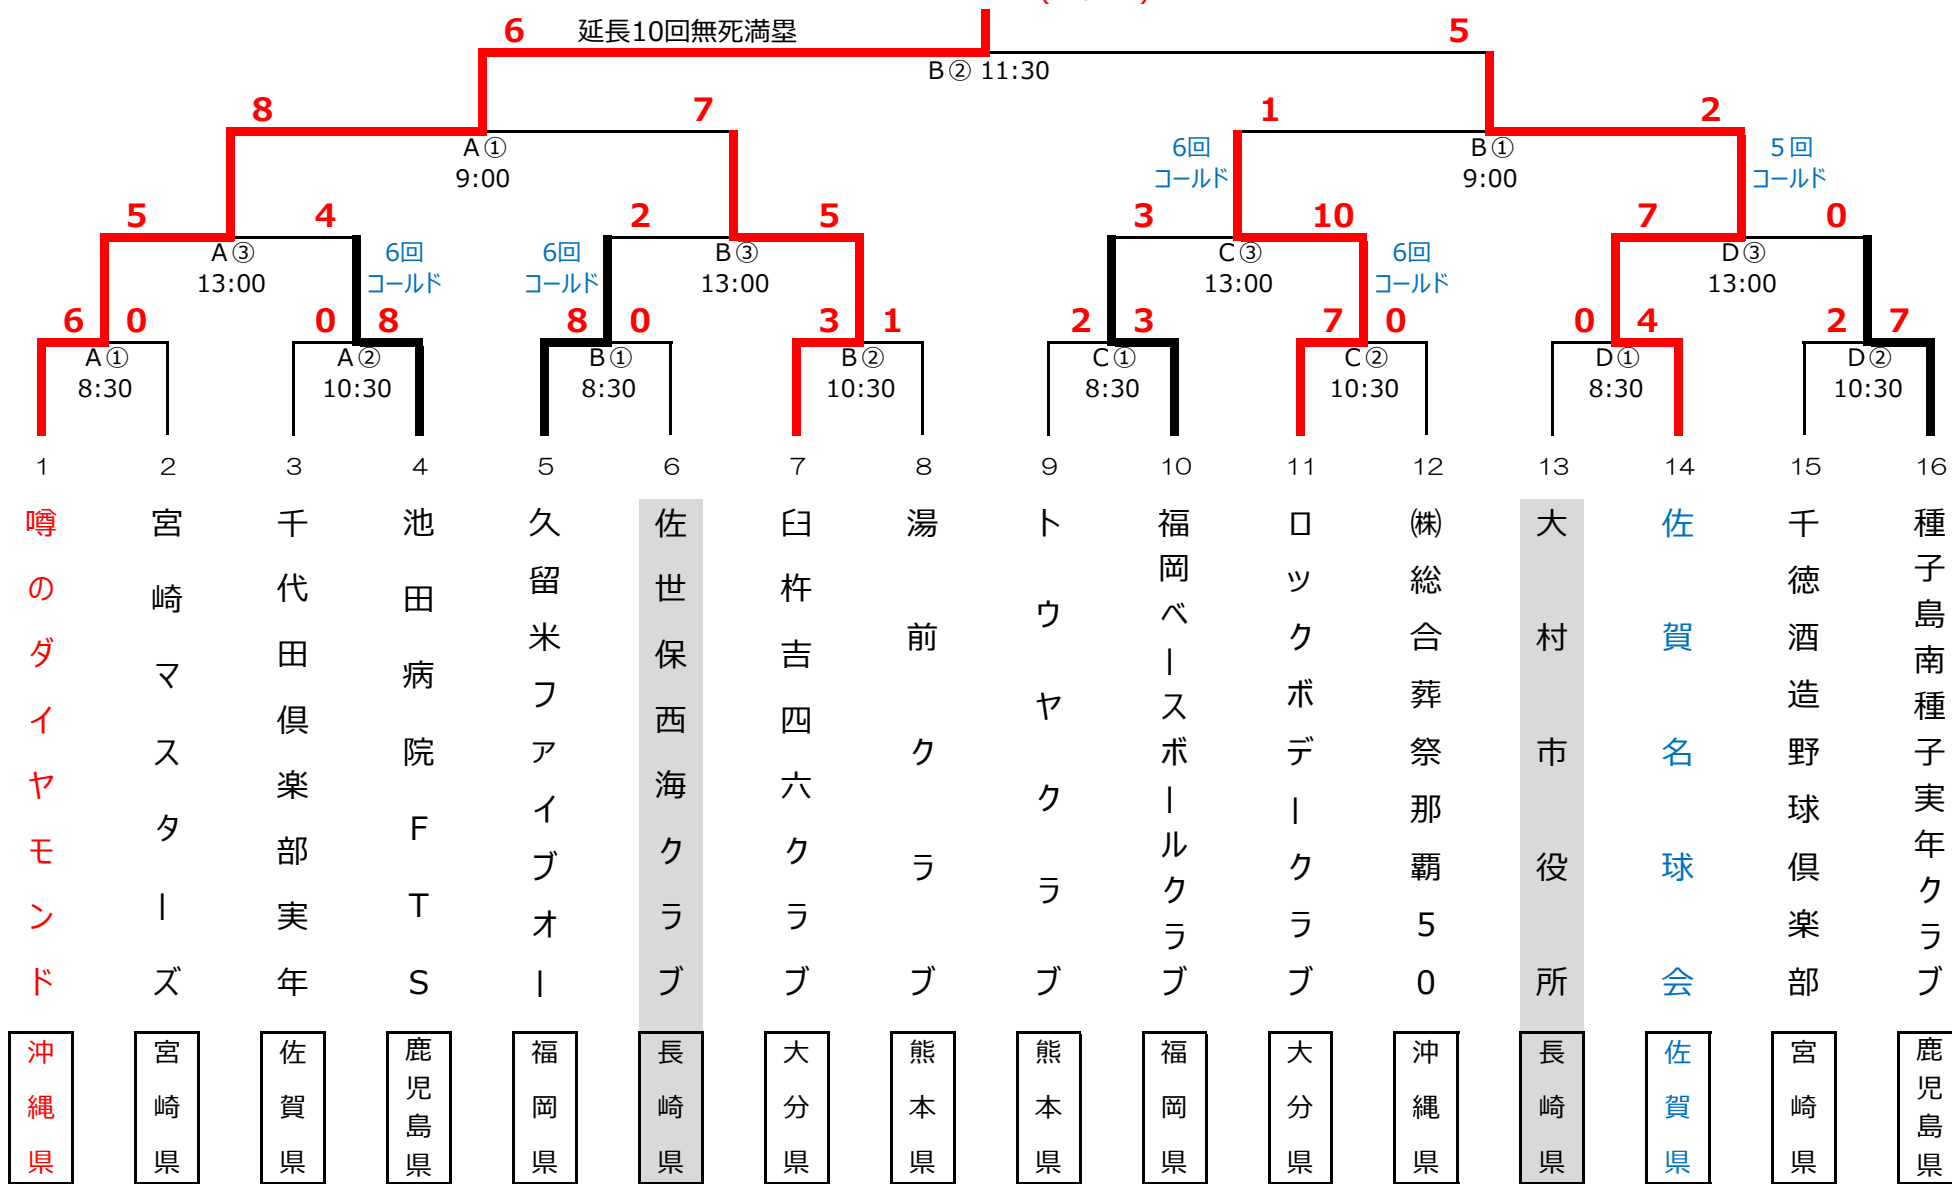 6 延長10回無死満塁 5
B② 11:30
8 7 1 2
A① 6回 B① 5回
9:00 コールド 9:00 コールド
5 4 2 5 3 10 7 0
A③ 6回 6回 B③ C③ 6回 D③
13:00 コールド コールド 13:00 13:00 コールド 13:00
6 0 0 8 8 0 3 1 2 3 7 0 0 4 2 7
A① A② B① B② C① C② D① D②
8:30 10:30 8:30 10:30 8:30 10:30 8:30 10:30
1 2 3 4 5 6 7 8 9 10 11 12 13 14 15 16
噂のダイヤモンド
宮崎マスターズ
千代田倶楽部実年
池田病院FTS
久留米ファイブオー
佐世保西海クラブ
臼杵吉四六クラブ
湯前クラブ
トウヤクラブ
福岡ベースボールクラブ
ロックボデークラブ
㈱総合葬祭那覇50
大村市役所
佐賀名球会
千徳酒造野球倶楽部
種子島南種子実年クラブ
沖縄県
宮崎県
佐賀県
鹿児島県
福岡県
長崎県
大分県
熊本県
熊本県
福岡県
大分県
沖縄県
長崎県
佐賀県
宮崎県
鹿児島県